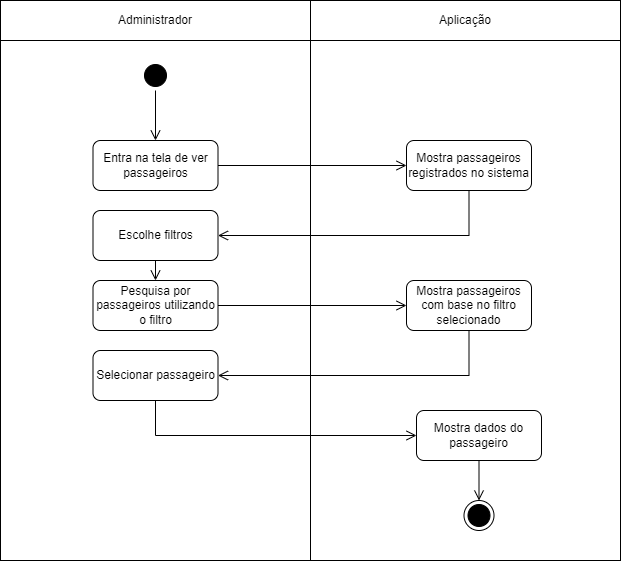 Administrador
Aplicação
Entra na tela de ver
passageiros
Mostra passageiros
registrados no sistema
Escolhe filtros
Pesquisa por
passageiros utilizando
o filtro
Mostra passageiros
com base no filtro
selecionado
Selecionar passageiro
Mostra dados do
passageiro